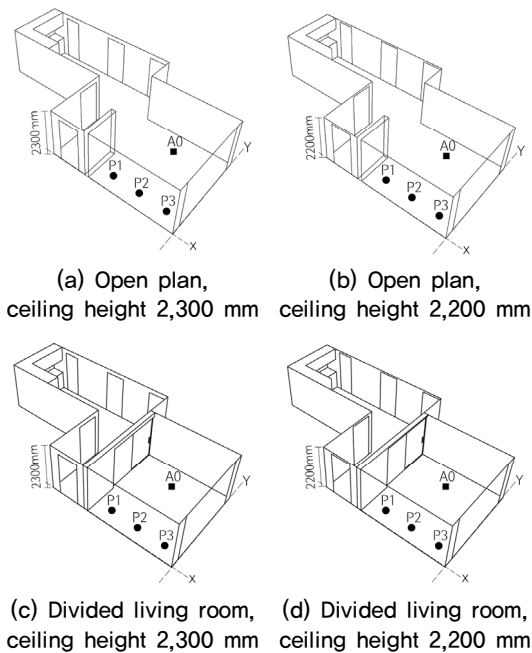 2300mm
A0
P1
P2
P3
Y
X
2200mm
A0
P1
P2
P3
Y
X
(a) Open plan,
ceiling height 2,300 mm
(b) Open plan,
ceiling height 2,200 mm
2300mm
A0
P1
P2
P3
Y
X
2200mm
A0
P1
P2
P3
Y
X
(c) Divided living room,
ceiling height 2,300 mm
(d) Divided living room,
ceiling height 2,200 mm